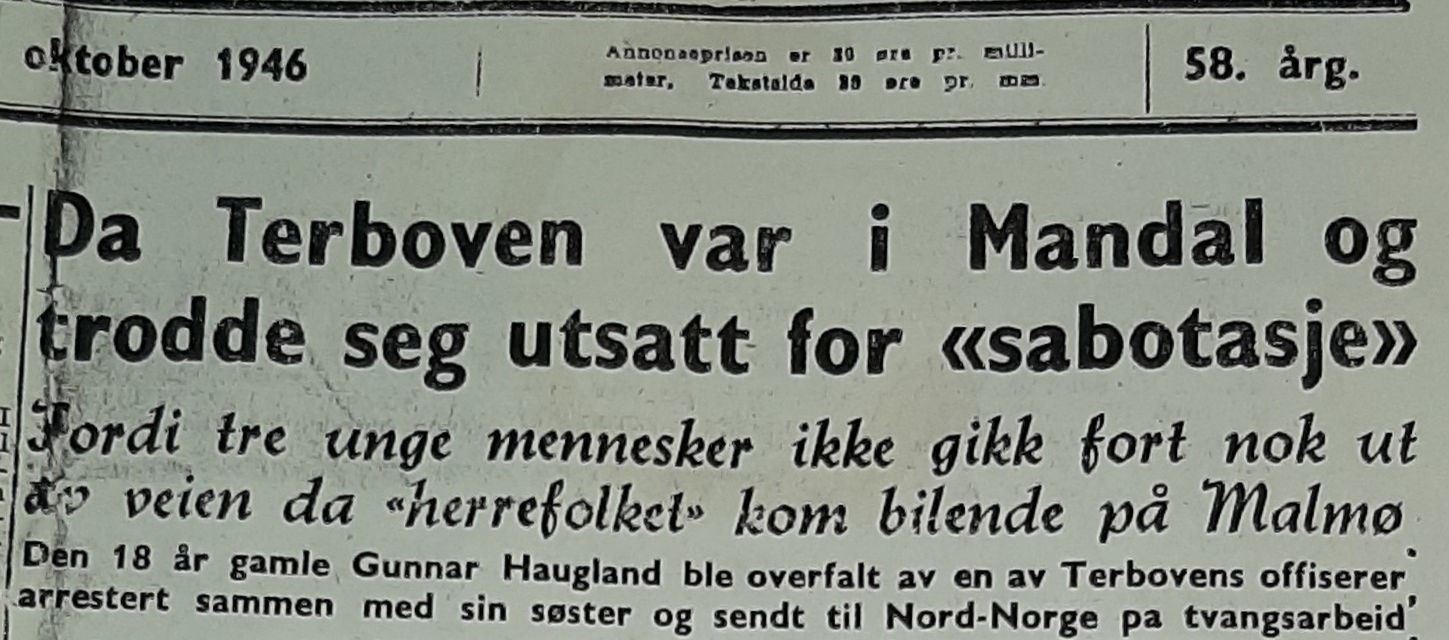 oktober 1946
Annonseprisen er 20 øre pr. milli-
meter, Tekstside 30 øre pr. mm.
58. årg.
Da Terboven var i Mandal og
trodde seg utsatt for «sabotasje»
Fordi tre unge mennesker ikke gikk fort nok ut
av veien da «herrefolket» kom bilende på Malmø
Den 18 år gamle Gunnar Haugland ble overfalt av en av Terbovens offiserer
arrestert sammen med sin søster og sendt til Nord-Norge pa tvangsarbeid